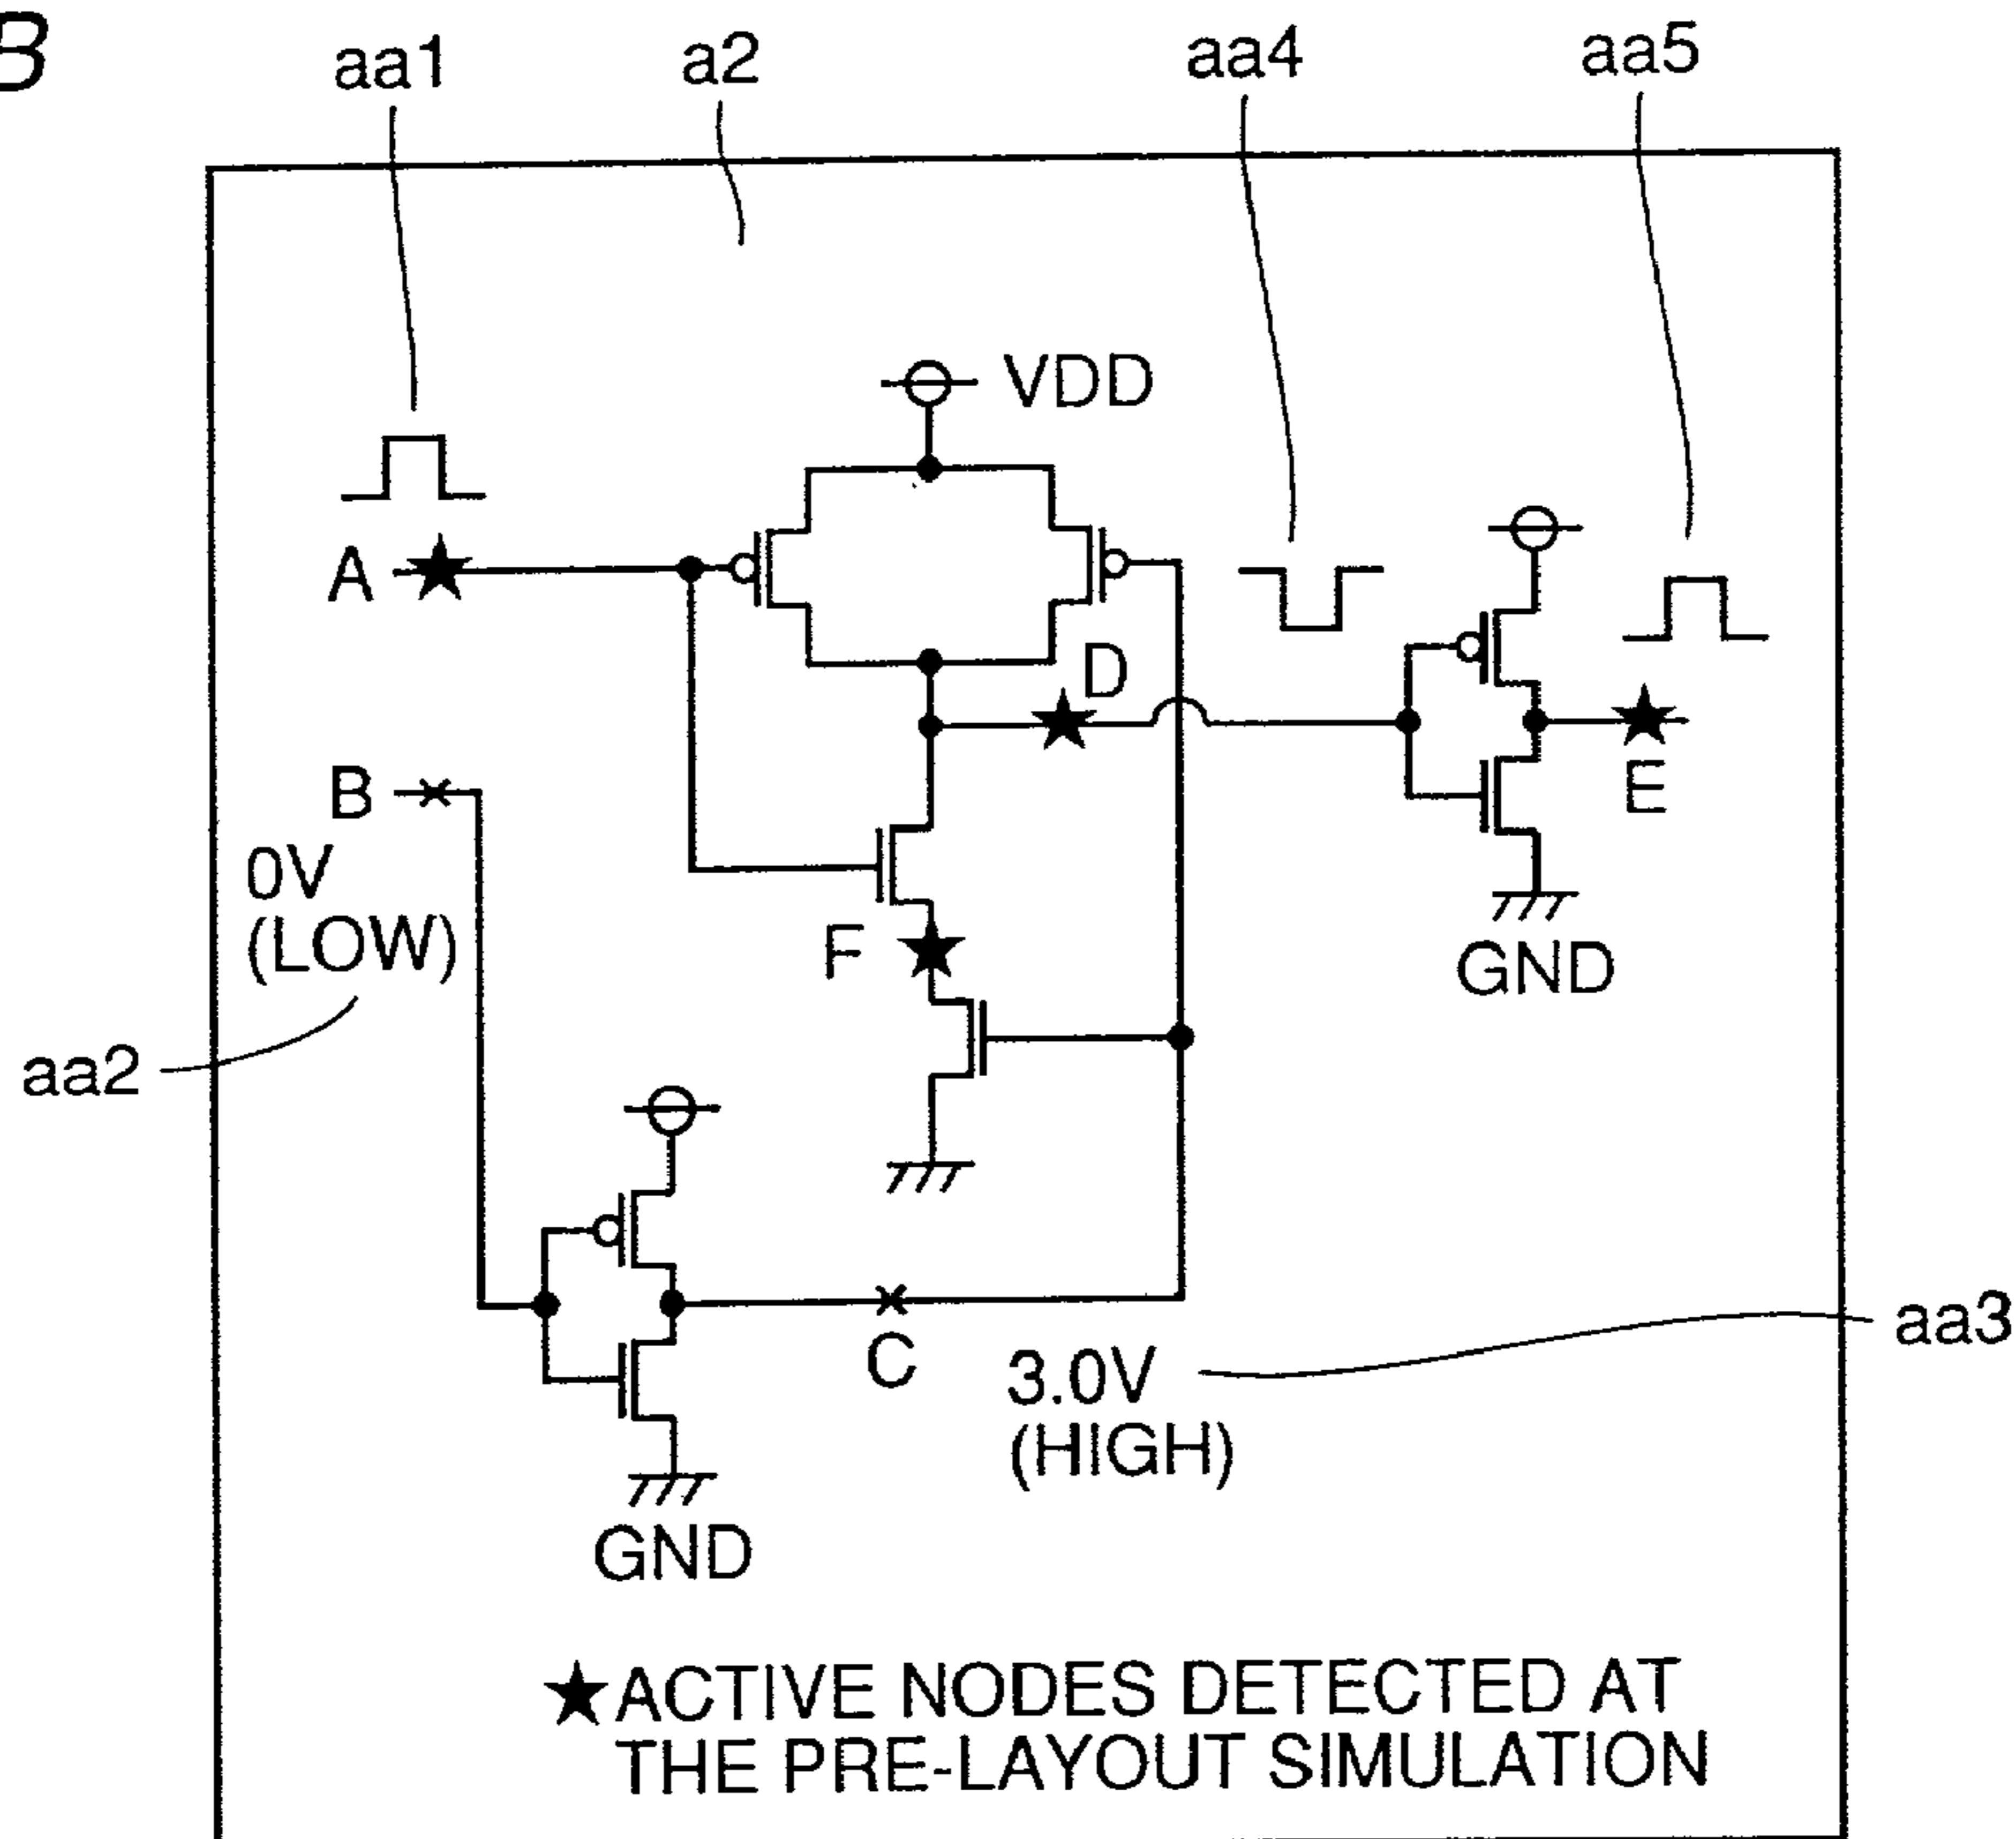 B
aa1
a2
aa4
aa5
VDD
A
D
B
E
0V
(LOW)
F
GND
aa2
C
3.0V
(HIGH)
aa3
GND
★ACTIVE NODES DETECTED AT
THE PRE-LAYOUT SIMULATION